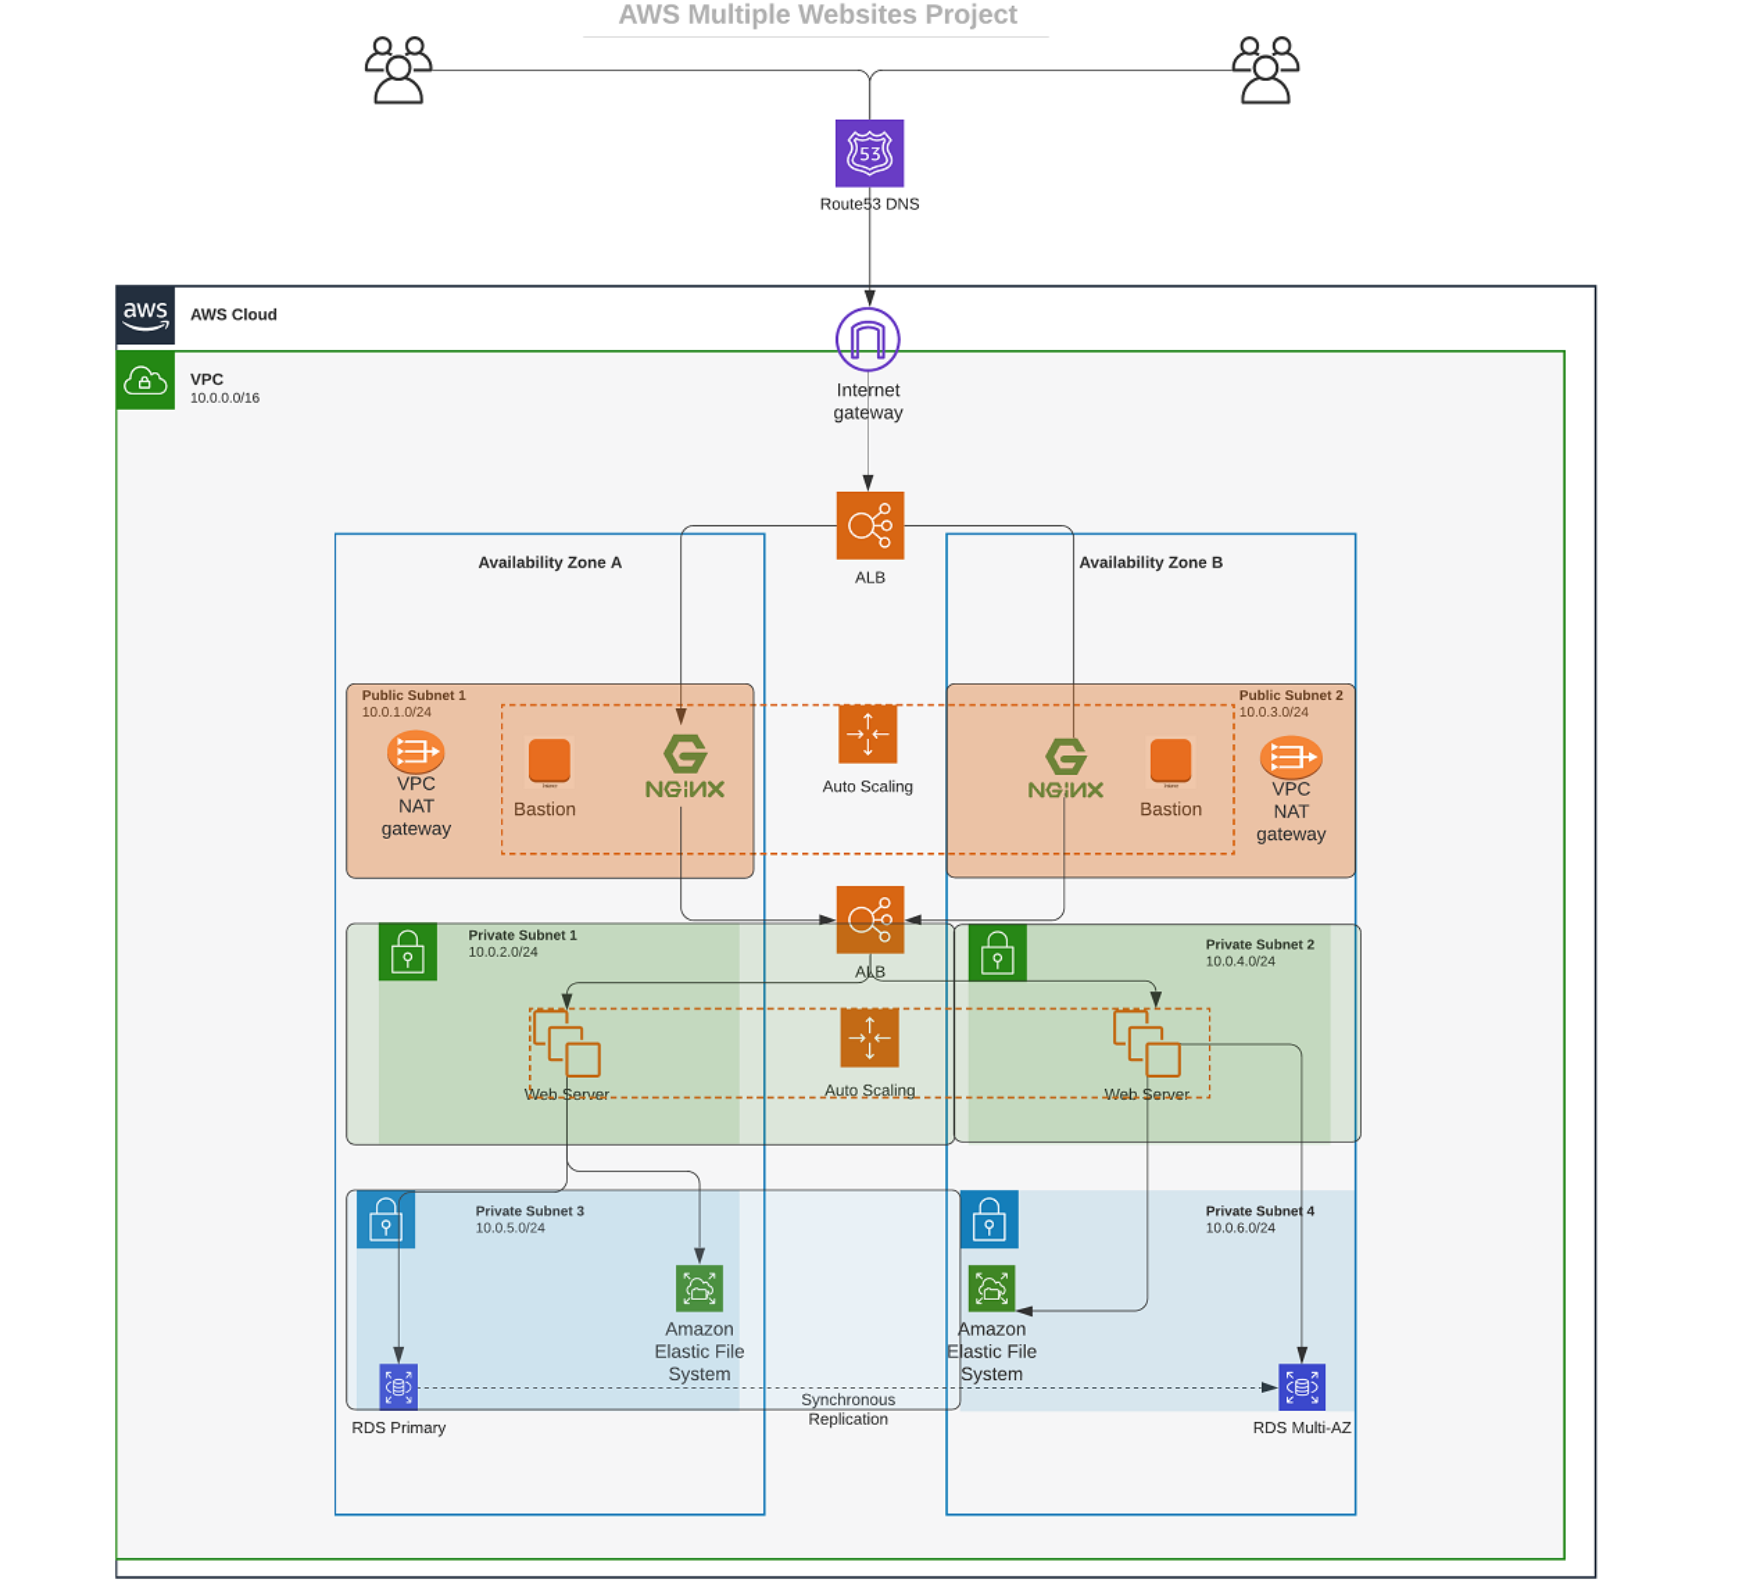 AWS Multiple Websites Project
53
Route53 DNS
aws
AWS Cloud
VPC
10.0.0.0/16
Internet
gateway
ALB
Availability Zone A
Availability Zone B
Public Subnet 1
10.0.1.0/24
Public Subnet 2
10.0.3.0/24
VPC
NAT
gateway
Bastion
NGINX
Auto Scaling
NGINX
Bastion
VPC
NAT
gateway
ALB
Private Subnet 1
10.0.2.0/24
Private Subnet 2
10.0.4.0/24
Web Server
Auto Scaling
Web Server
Private Subnet 3
10.0.5.0/24
Private Subnet 4
10.0.6.0/24
Amazon
Elastic File
System
Amazon
Elastic File
System
Synchronous
Replication
RDS Primary
RDS Multi-AZ